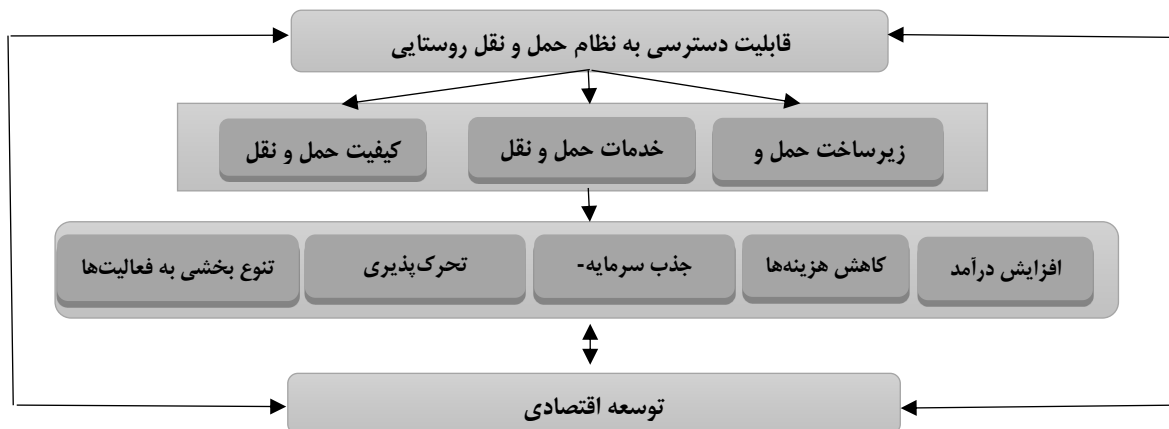 قابلیت دسترسی به نظام حمل و نقل روستایی
زیرساخت حمل و
خدمات حمل و نقل
کیفیت حمل و نقل
افزایش درآمد
کاهش هزینه‌ها
جذب سرمایه-
تحرک‌پذیری
تنوع بخشی به فعالیت‌ها
توسعه اقتصادی